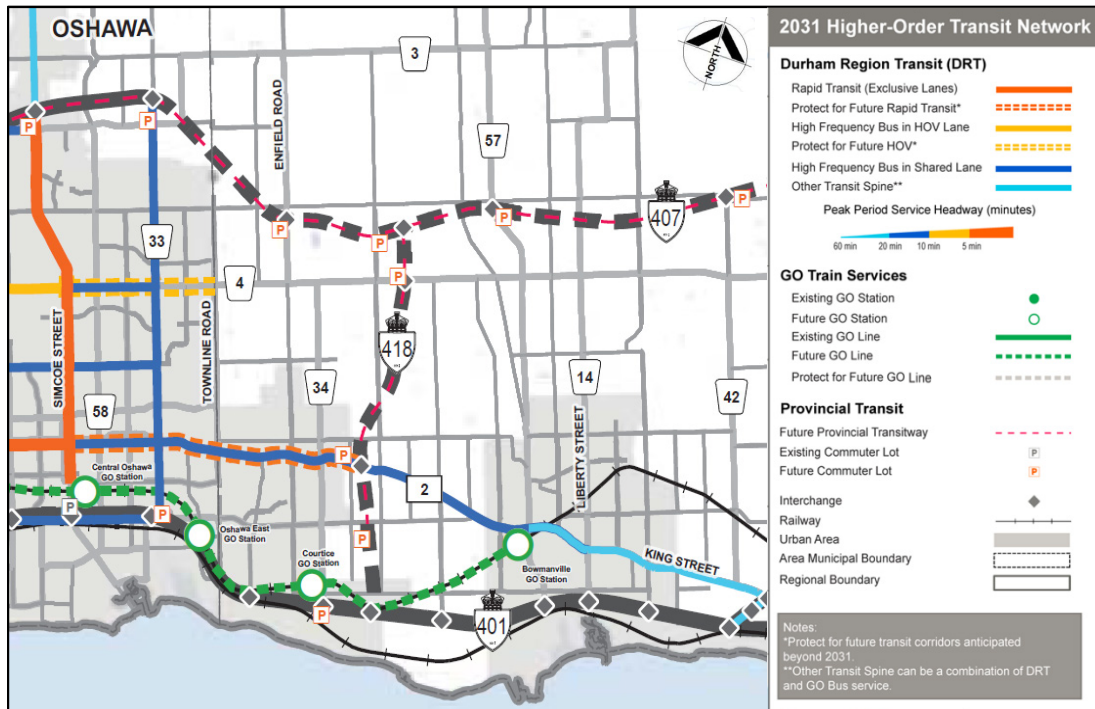 OSHAWA
3
NORTH
ENFIELD ROAD
57
P
P
P
407
P
P
P
P
33
4
P
SIMCOE STREET
TOWNLINE ROAD
418
34
14
42
58
LIBERTY STREET
P
Central Oshawa
GO Station
2
P
P
Oshawa East
GO Station
P
Courtice
GO Station
Bowmanville
GO Station
KING STREET
P
401
2031 Higher-Order Transit Network
Durham Region Transit (DRT)
Rapid Transit (Exclusive Lanes)
Protect for Future Rapid Transit*
High Frequency Bus in HOV Lane
Protect for Future HOV*
High Frequency Bus in Shared Lane
Other Transit Spine**
Peak Period Service Headway (minutes)
60 min 20 min 10 min 5 min
GO Train Services
Existing GO Station
Future GO Station
Existing GO Line
Future GO Line
Protect for Future GO Line
Provincial Transit
Future Provincial Transitway
Existing Commuter Lot P
Future Commuter Lot P
Interchange
Railway
Urban Area
Area Municipal Boundary
Regional Boundary
Notes:
*Protect for future transit corridors anticipated
beyond 2031.
**Other Transit Spine can be a combination of DRT
and GO Bus service.